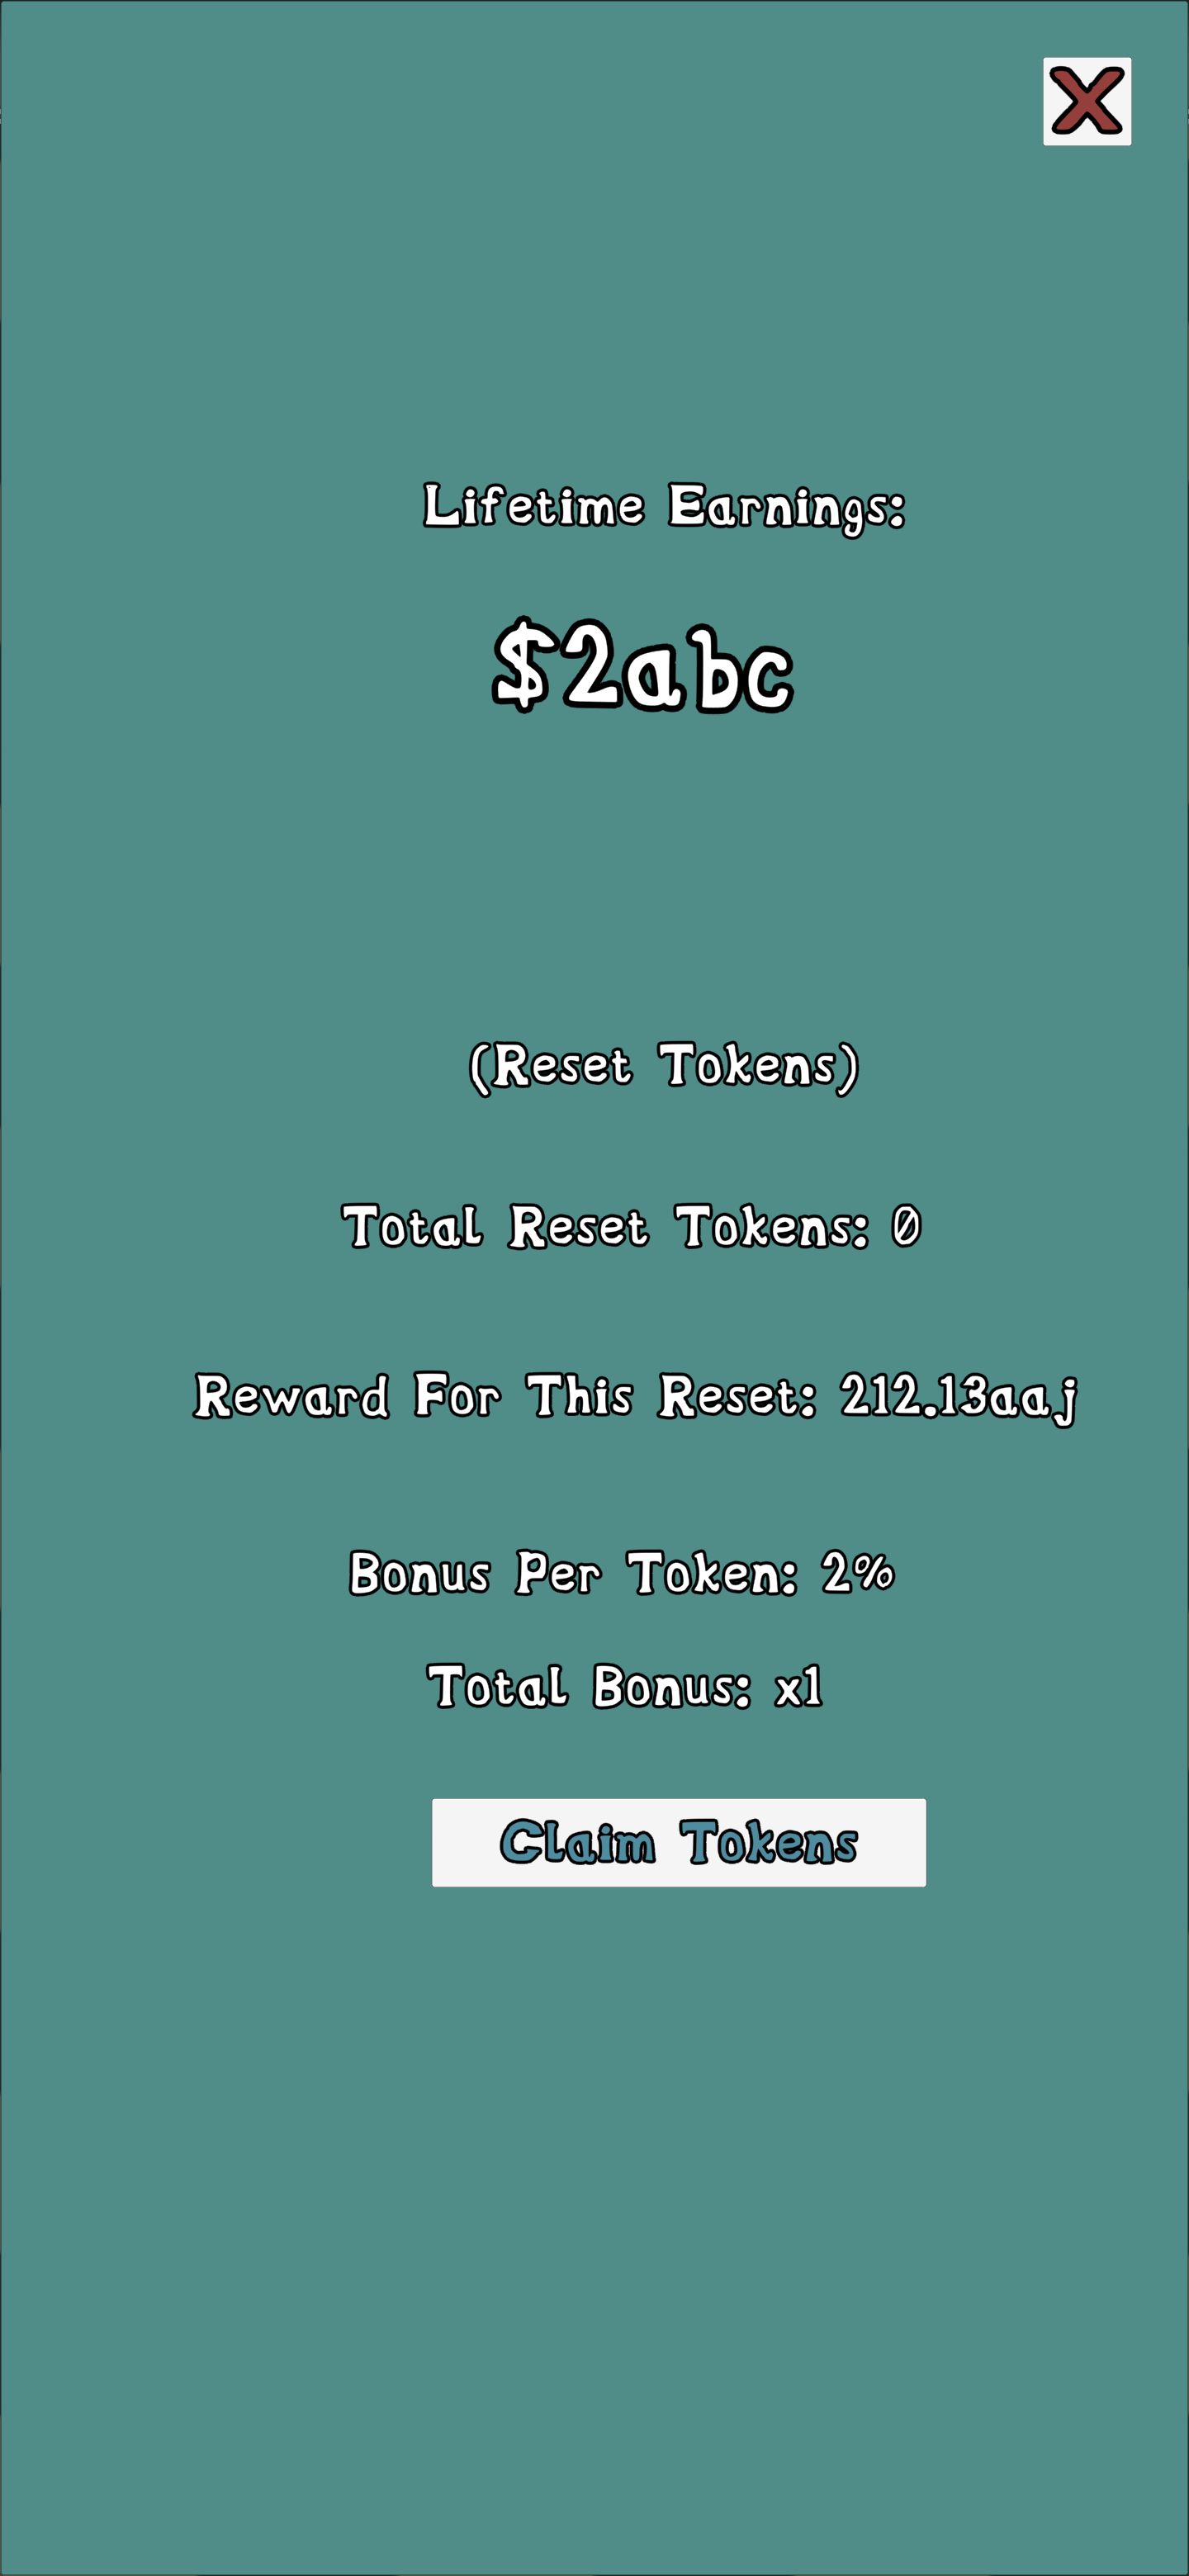 X
Lifetime Earnings:
$2abc
(Reset Tokens)
Total Reset Tokens: 0
Reward For This Reset: 212.13aaj
Bonus Per Token: 2%
Total Bonus: x1
Claim Tokens